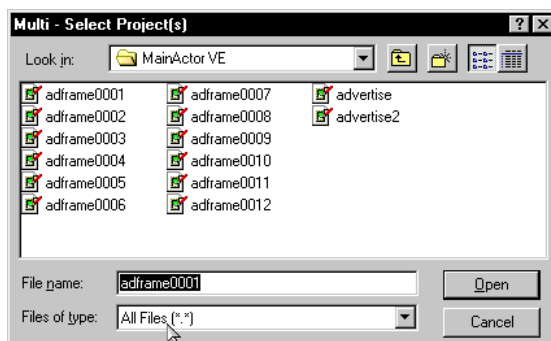 Multi - Select Project(s)
Look in: MainActor VE
adframe0001 adframe0007 advertise
adframe0002 adframe0008 advertise2
adframe0003 adframe0009
adframe0004 adframe0010
adframe0005 adframe0011
adframe0006 adframe0012
File name: adframe0001 Open
Files of type: All Files (*.*) Cancel